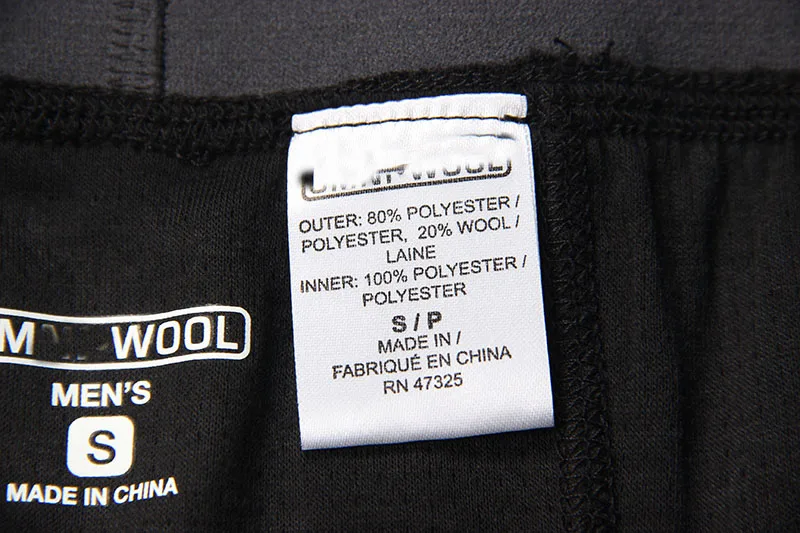 WOOL
OUTER: 80% POLYESTER /
POLYESTER, 20% WOOL /
LAINE
INNER: 100% POLYESTER /
POLYESTER
S / P
MADE IN /
FABRIQUÉ EN CHINA
RN 47325
WOOL
MEN'S
S
MADE IN CHINA